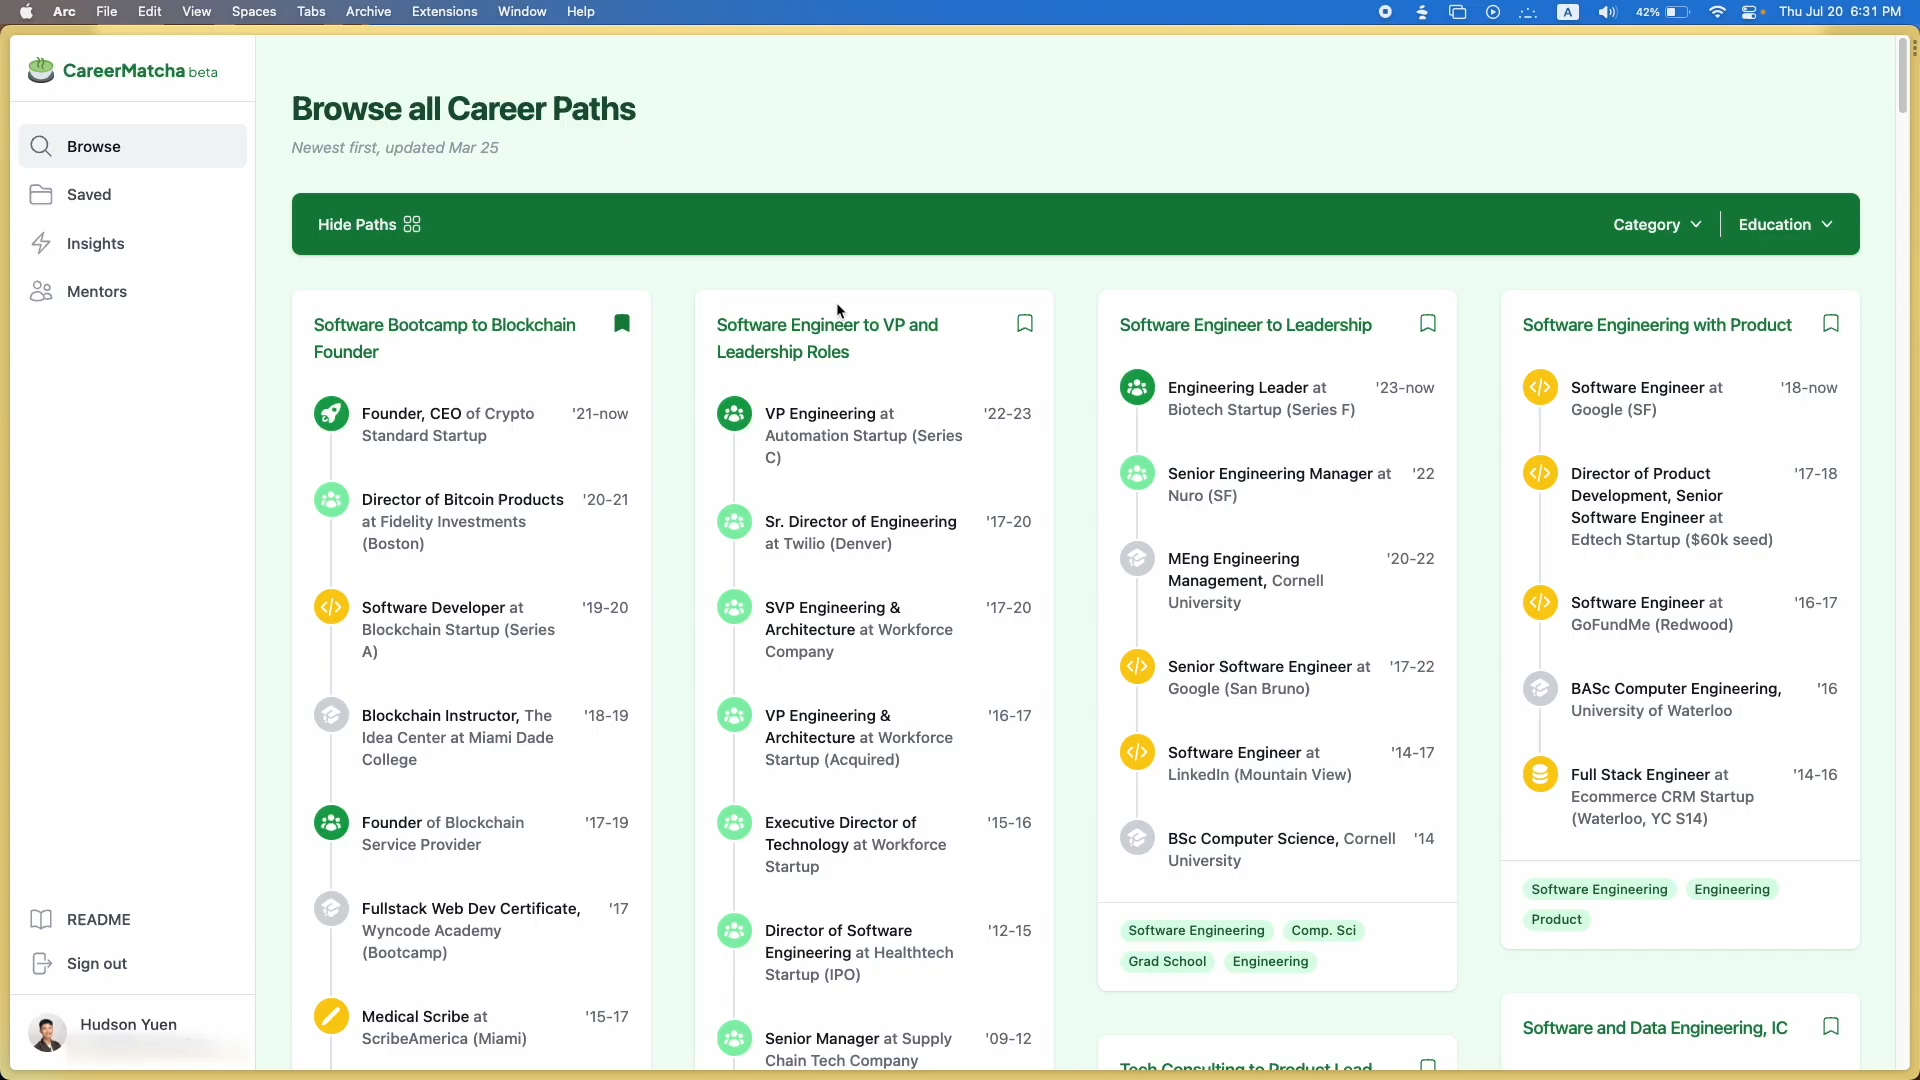 Arc File Edit View Spaces Tabs Archive Extensions Window Help
A 42% Thu Jul 20 6:31 PM
CareerMatcha beta
Browse
Saved
Insights
Mentors
README
Sign out
Hudson Yuen
Browse all Career Paths
Newest first, updated Mar 25
Hide Paths
Category
Education
Software Bootcamp to Blockchain
Founder
Founder, CEO of Crypto '21-now
Standard Startup
Director of Bitcoin Products '20-21
at Fidelity Investments
(Boston)
Software Developer at '19-20
Blockchain Startup (Series
A)
Blockchain Instructor, The '18-19
Idea Center at Miami Dade
College
Founder of Blockchain '17-19
Service Provider
Fullstack Web Dev Certificate, '17
Wyncode Academy
(Bootcamp)
Medical Scribe at '15-17
ScribeAmerica (Miami)
Software Engineer to VP and
Leadership Roles
VP Engineering at '22-23
Automation Startup (Series
C)
Sr. Director of Engineering '17-20
at Twilio (Denver)
SVP Engineering & '17-20
Architecture at Workforce
Company
VP Engineering & '16-17
Architecture at Workforce
Startup (Acquired)
Executive Director of '15-16
Technology at Workforce
Startup
Director of Software '12-15
Engineering at Healthtech
Startup (IPO)
Senior Manager at Supply '09-12
Chain Tech Company
Software Engineer to Leadership
Engineering Leader at '23-now
Biotech Startup (Series F)
Senior Engineering Manager at '22
Nuro (SF)
MEng Engineering '20-22
Management, Cornell
University
Senior Software Engineer at '17-22
Google (San Bruno)
Software Engineer at '14-17
LinkedIn (Mountain View)
BSc Computer Science, Cornell '14
University
Software Engineering Comp. Sci
Grad School Engineering
Tech Consulting to Product Lead
Software Engineering with Product
Software Engineer at '18-now
Google (SF)
Director of Product '17-18
Development, Senior
Software Engineer at
Edtech Startup ($60k seed)
Software Engineer at '16-17
GoFundMe (Redwood)
BASc Computer Engineering, '16
University of Waterloo
Full Stack Engineer at '14-16
Ecommerce CRM Startup
(Waterloo, YC S14)
Software Engineering Engineering
Product
Software and Data Engineering, IC